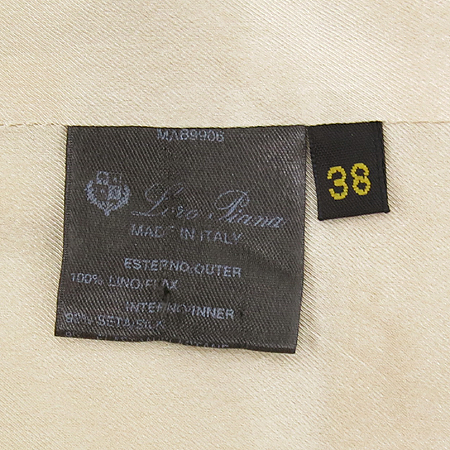 MAB9906
Loro Piana
MADE IN ITALY
ESTERNO/OUTER
100% LINO/FLAX
INTERNO/INNER
SETA/SILK
38